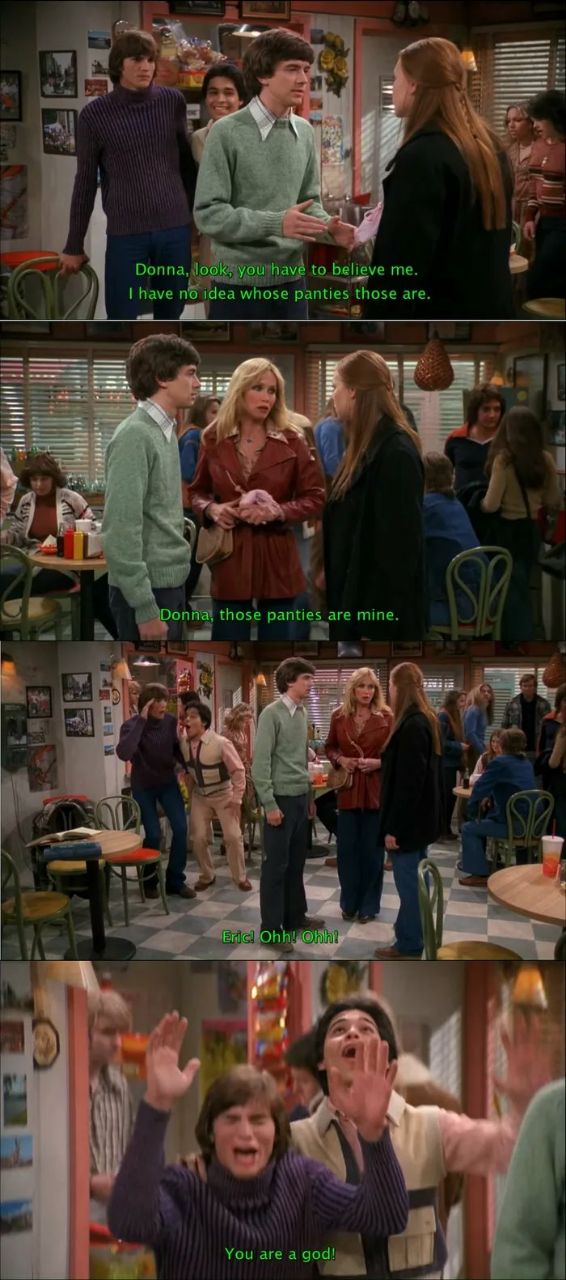 Donna, look, you have to believe me.
I have no idea whose panties those are.
Donna, those panties are mine.
Eric! Ohh! Ohh!
You are a god!